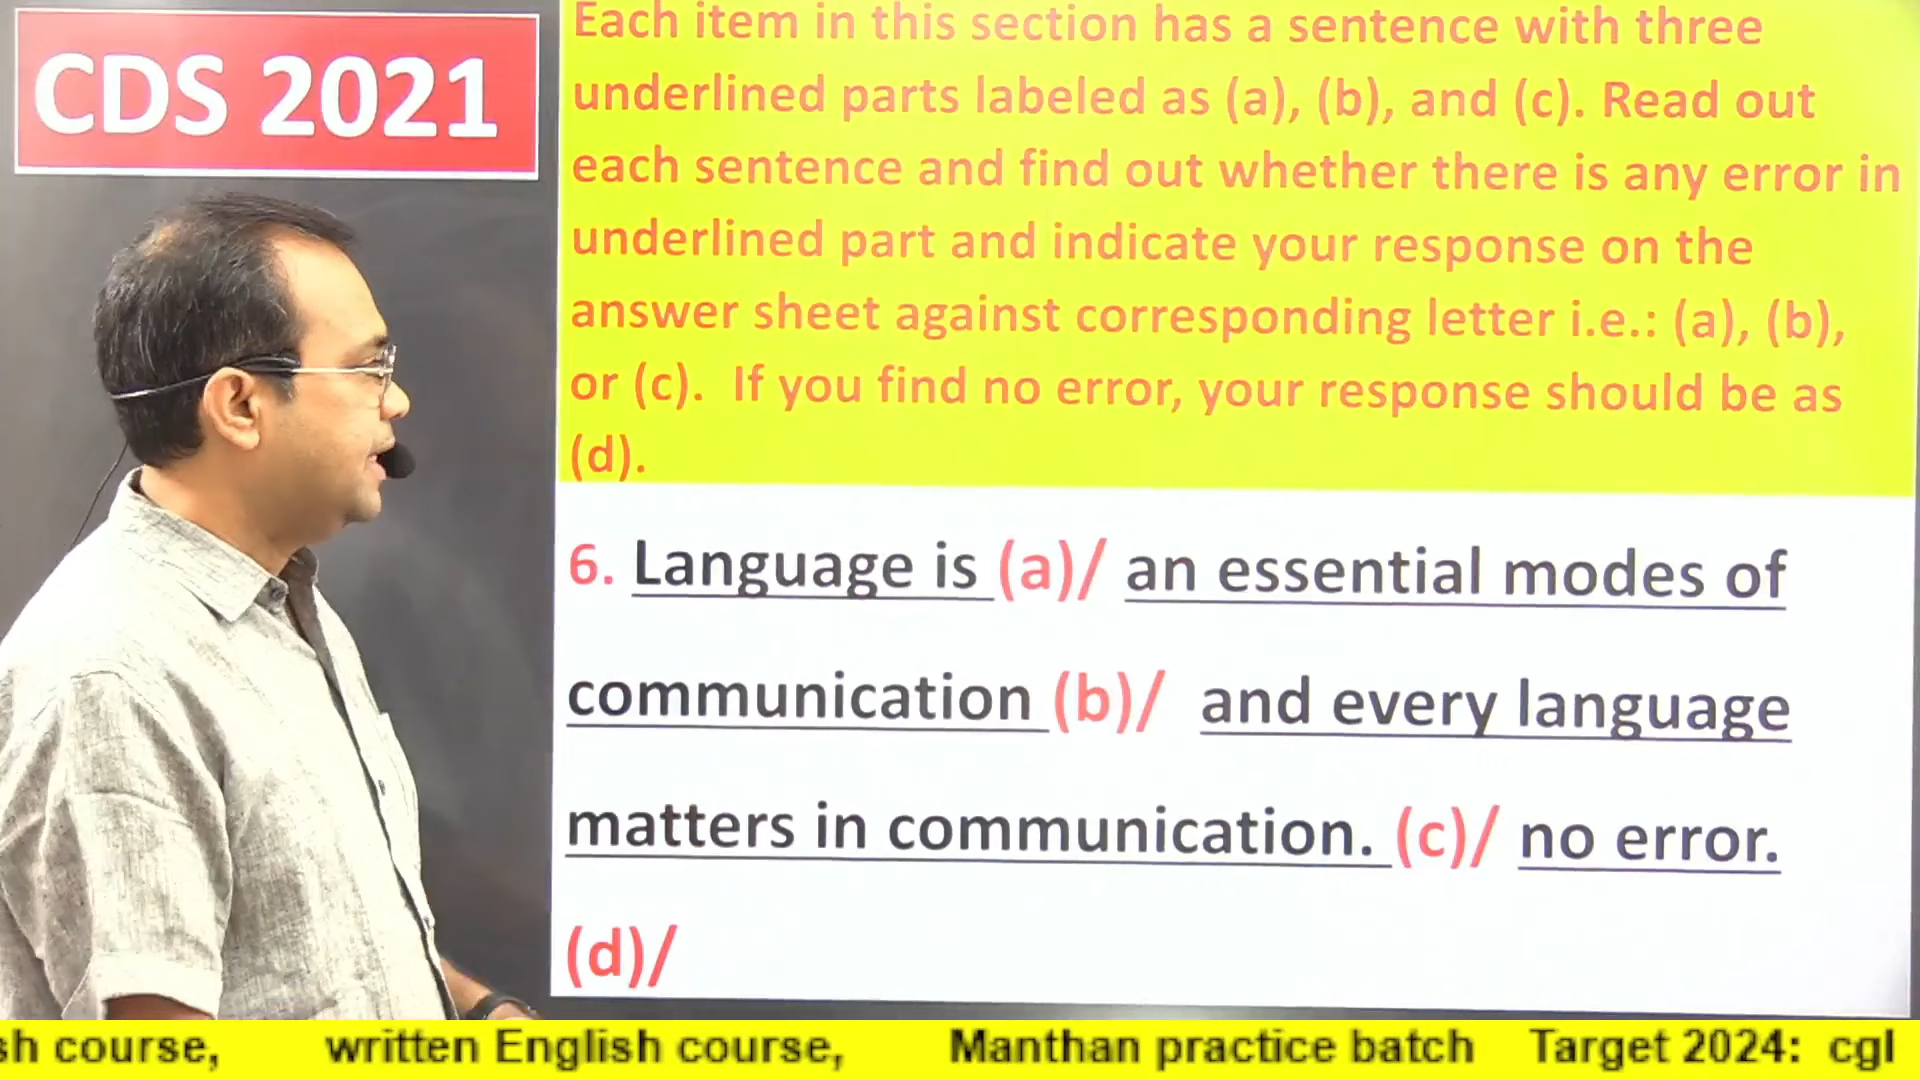 CDS 2021
Each item in this section has a sentence with three
underlined parts labeled as (a), (b), and (c). Read out
each sentence and find out whether there is any error in
underlined part and indicate your response on the
answer sheet against corresponding letter i.e.: (a), (b),
or (c). If you find no error, your response should be as
(d).
6. Language is (a)/ an essential modes of
communication (b)/ and every language
matters in communication. (c)/ no error.
(d)/
sh course, written English course, Manthan practice batch Target 2024: cgl